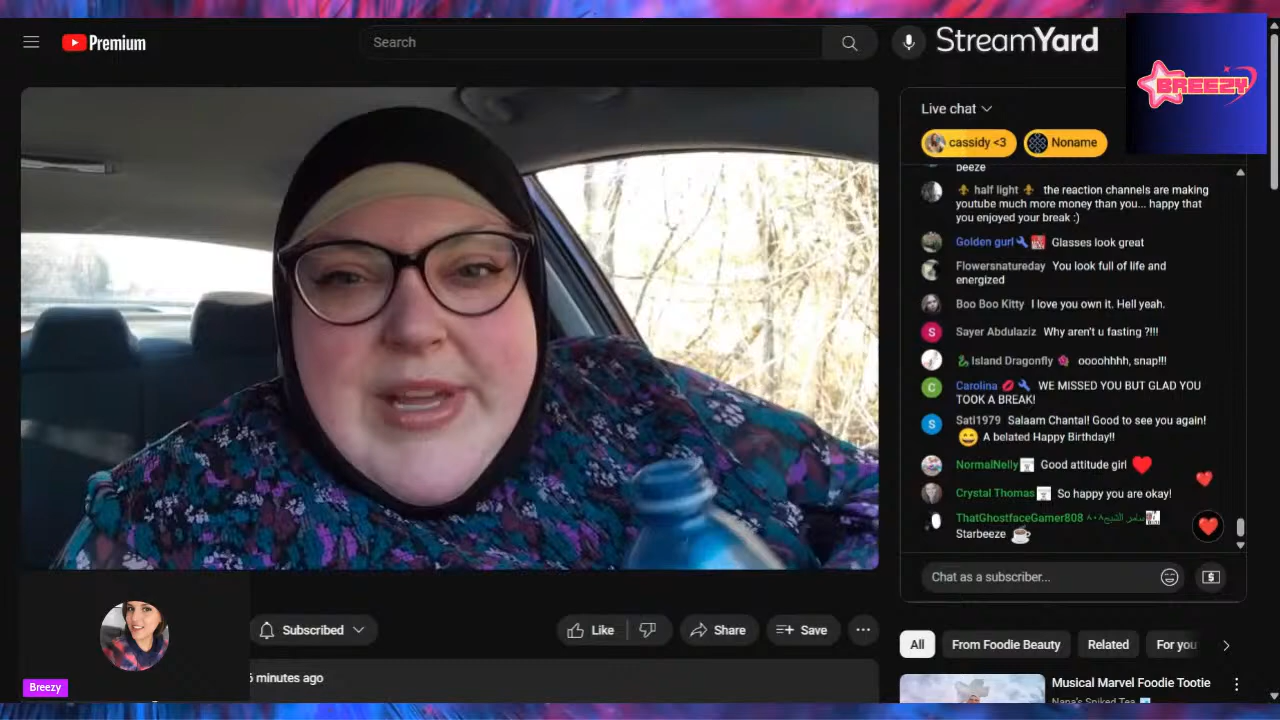 Premium
Search
StreamYard
BREEZY
Live chat
cassidy <3
Noname
beeze
half light the reaction channels are making
youtube much more money than you... happy that
you enjoyed your break :)
Golden gurl Glasses look great
Flowersnatureday You look full of life and
energized
Boo Boo Kitty I love you own it. Hell yeah.
S
Sayer Abdulaziz Why aren't u fasting ?!!!
Island Dragonfly oooohhhh, snap!!!
C
Carolina WE MISSED YOU BUT GLAD YOU
TOOK A BREAK!
S
Sati1979 Salaam Chantal! Good to see you again!
A belated Happy Birthday!!
NormalNelly Good attitude girl
Crystal Thomas So happy you are okay!
ThatGhostfaceGamer808
Starbeeze
Chat as a subscriber...
Subscribed
Like
Share
Save
Breezy
6 minutes ago
All
From Foodie Beauty
Related
For you
Musical Marvel Foodie Tootie
Nana's Spiked Tea